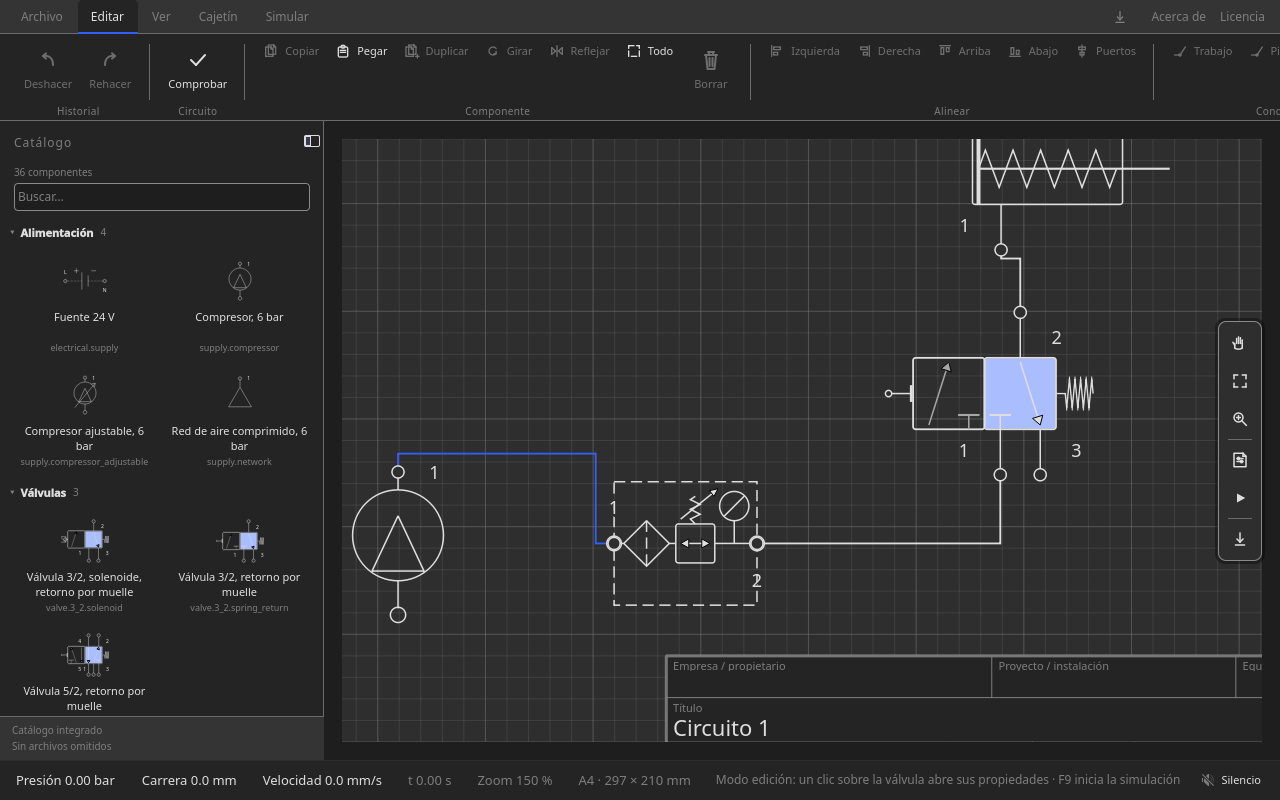 Archivo
Editar
Ver
Cajetín
Simular
Acerca de
Licencia
Deshacer
Rehacer
Comprobar
Copiar
Pegar
Duplicar
Girar
Reflejar
Todo
Borrar
Izquierda
Derecha
Arriba
Abajo
Puertos
Trabajo
Historial
Circuito
Componente
Alinear
Catálogo
36 componentes
Buscar...
Alimentación 4
Fuente 24 V
electrical.supply
Compresor, 6 bar
supply.compressor
Compresor ajustable, 6
bar
supply.compressor_adjustable
Red de aire comprimido, 6
bar
supply.network
Válvulas 3
Válvula 3/2, solenoide,
retorno por muelle
valve.3_2.solenoid
Válvula 3/2, retorno por
muelle
valve.3_2.spring_return
Válvula 5/2, retorno por
muelle
Catálogo integrado
Sin archivos omitidos
1
2
1
3
1
1
2
Empresa / propietario
Proyecto / instalación
Título
Circuito 1
Presión 0.00 bar
Carrera 0.0 mm
Velocidad 0.0 mm/s
t 0.00 s
Zoom 150 %
A4 · 297 × 210 mm
Modo edición: un clic sobre la válvula abre sus propiedades · F9 inicia la simulación
Silencio